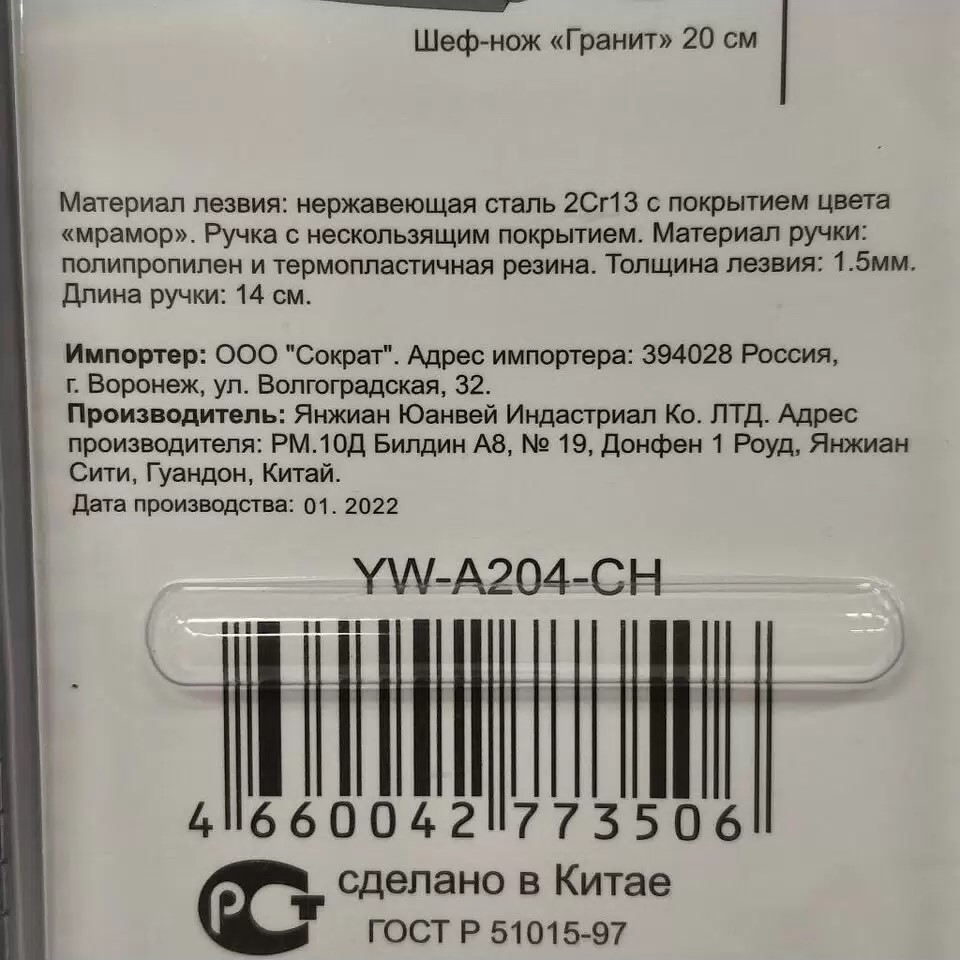 Шеф-нож «Гранит» 20 см
Материал лезвия: нержавеющая сталь 2Cr13 с покрытием цвета
«мрамор». Ручка с нескользящим покрытием. Материал ручки:
полипропилен и термопластичная резина. Толщина лезвия: 1.5мм.
Длина ручки: 14 см.
Импортер: ООО "Сократ". Адрес импортера: 394028 Россия,
г. Воронеж, ул. Волгоградская, 32.
Производитель: Янжиан Юанвей Индастриал Ко. ЛТД. Адрес
производителя: РМ.10Д Билдин А8, № 19, Донфен 1 Роуд, Янжиан
Сити, Гуандон, Китай.
Дата производства: 01. 2022
YW-A204-CH
4 660042 773506
РСТ сделано в Китае
ГОСТ Р 51015-97